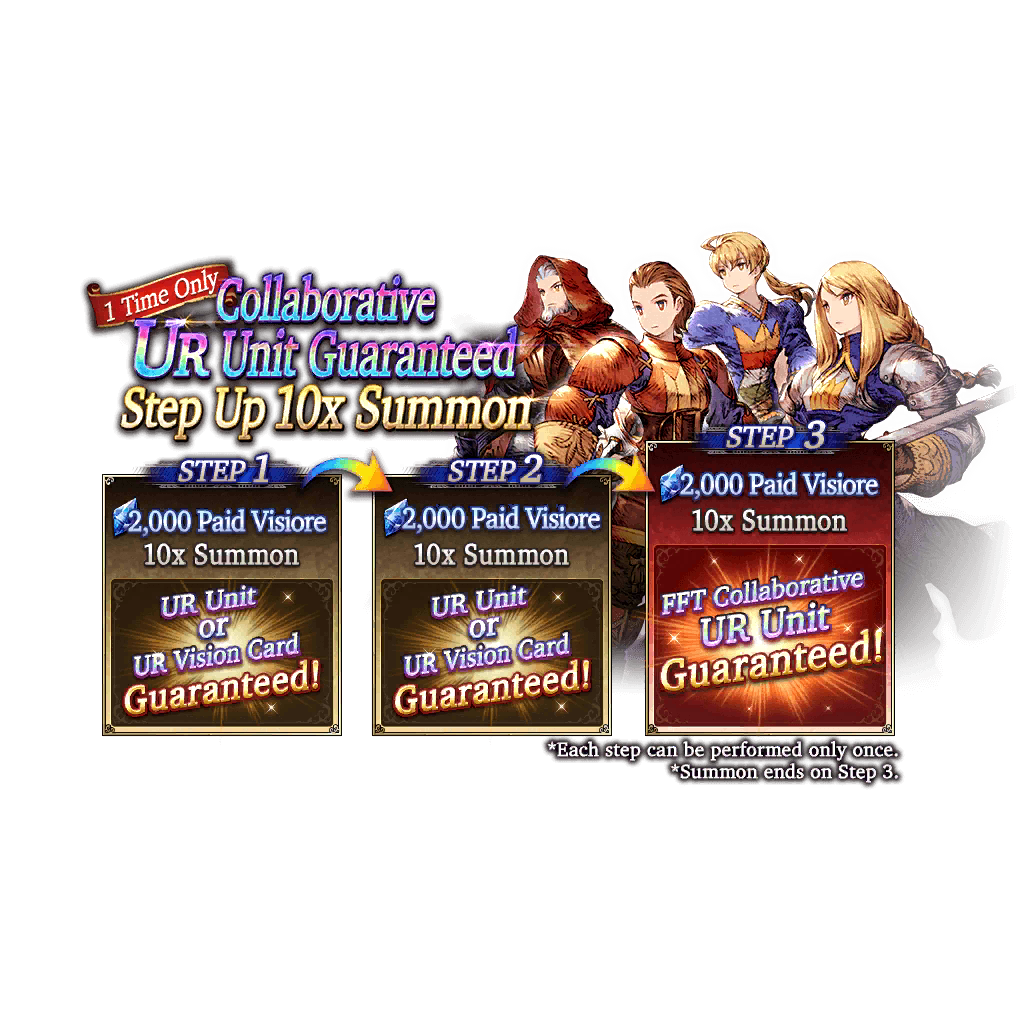 1 Time Only
Collaborative
UR Unit Guaranteed
Step Up 10x Summon
STEP 1
2,000 Paid Visiore
10x Summon
UR Unit
or
UR Vision Card
Guaranteed!
STEP 2
2,000 Paid Visiore
10x Summon
UR Unit
or
UR Vision Card
Guaranteed!
STEP 3
2,000 Paid Visiore
10x Summon
FFT Collaborative
UR Unit
Guaranteed!
*Each step can be performed only once.
*Summon ends on Step 3.